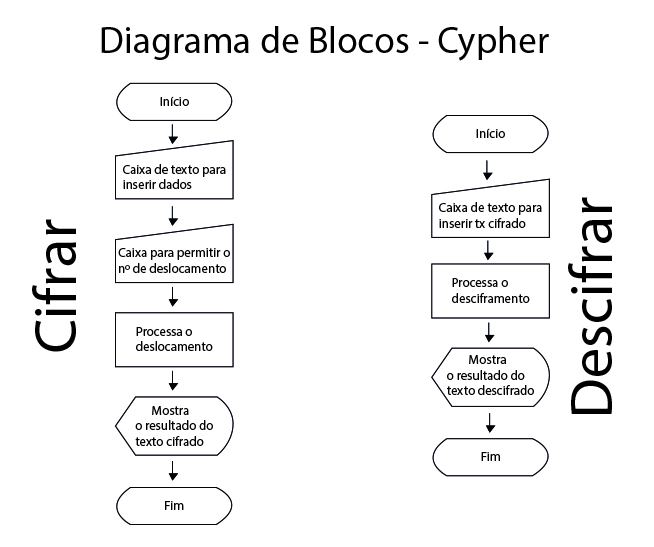 Diagrama de Blocos - Cypher
Cifrar
Início
Caixa de texto para
inserir dados
Caixa para permitir o
nº de deslocamento
Processa o
deslocamento
Mostra
o resultado do
texto cifrado
Fim
Descifrar
Início
Caixa de texto para
inserir tx cifrado
Processa o
desciframento
Mostra
o resultado do
texto descifrado
Fim